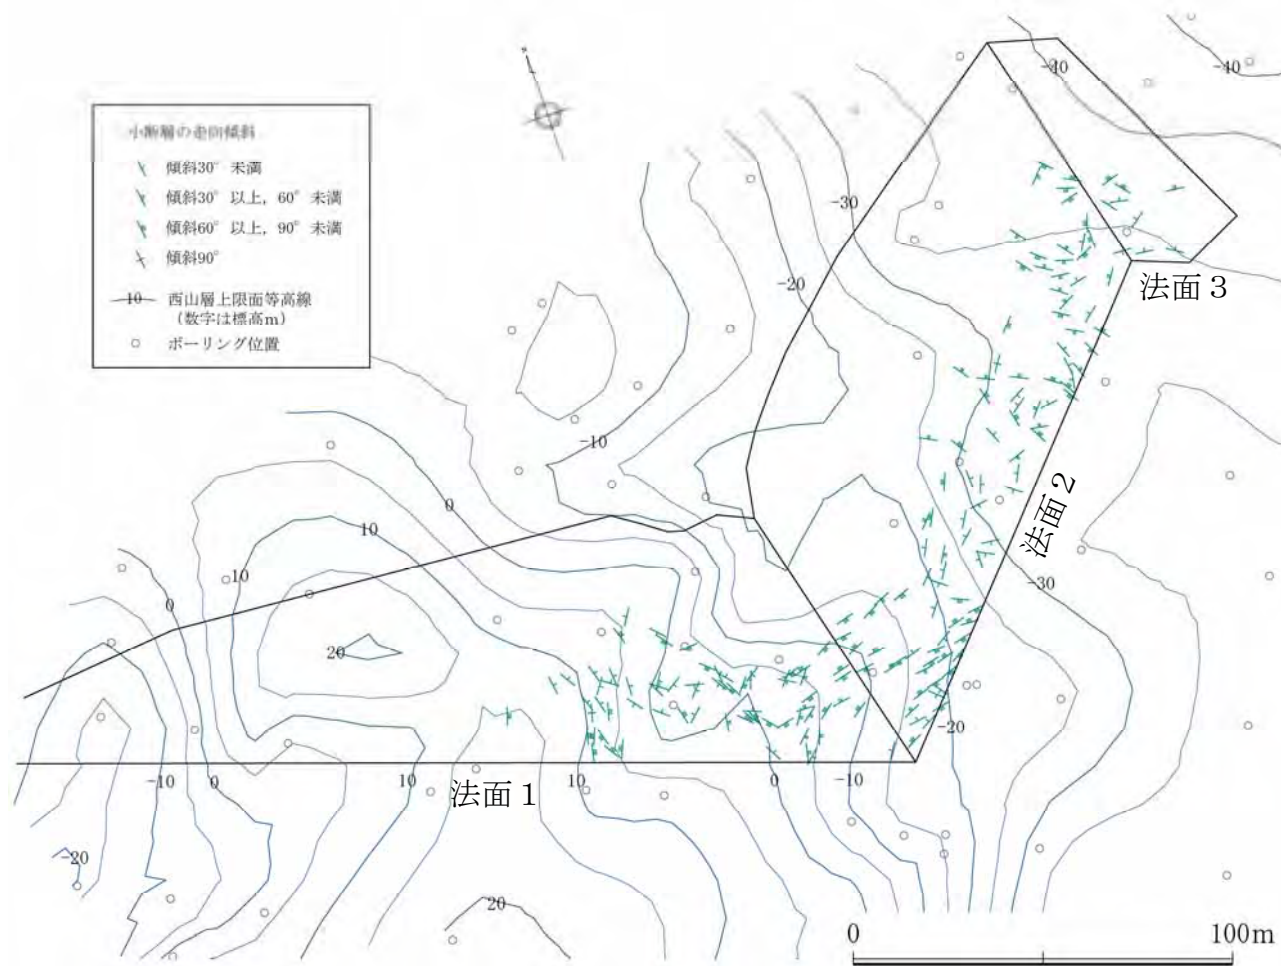 小断層の走向傾斜
傾斜30° 未満
傾斜30° 以上，60° 未満
傾斜60° 以上，90° 未満
傾斜90°
10 西山層上限面等高線
（数字は標高m）
ボーリング位置
-40
-40
-30
-20
法面３
-10
0
10
10
0
法面２
-30
20
-20
-10
0
10
10
0
-10
法面１
-20
20
0
100m